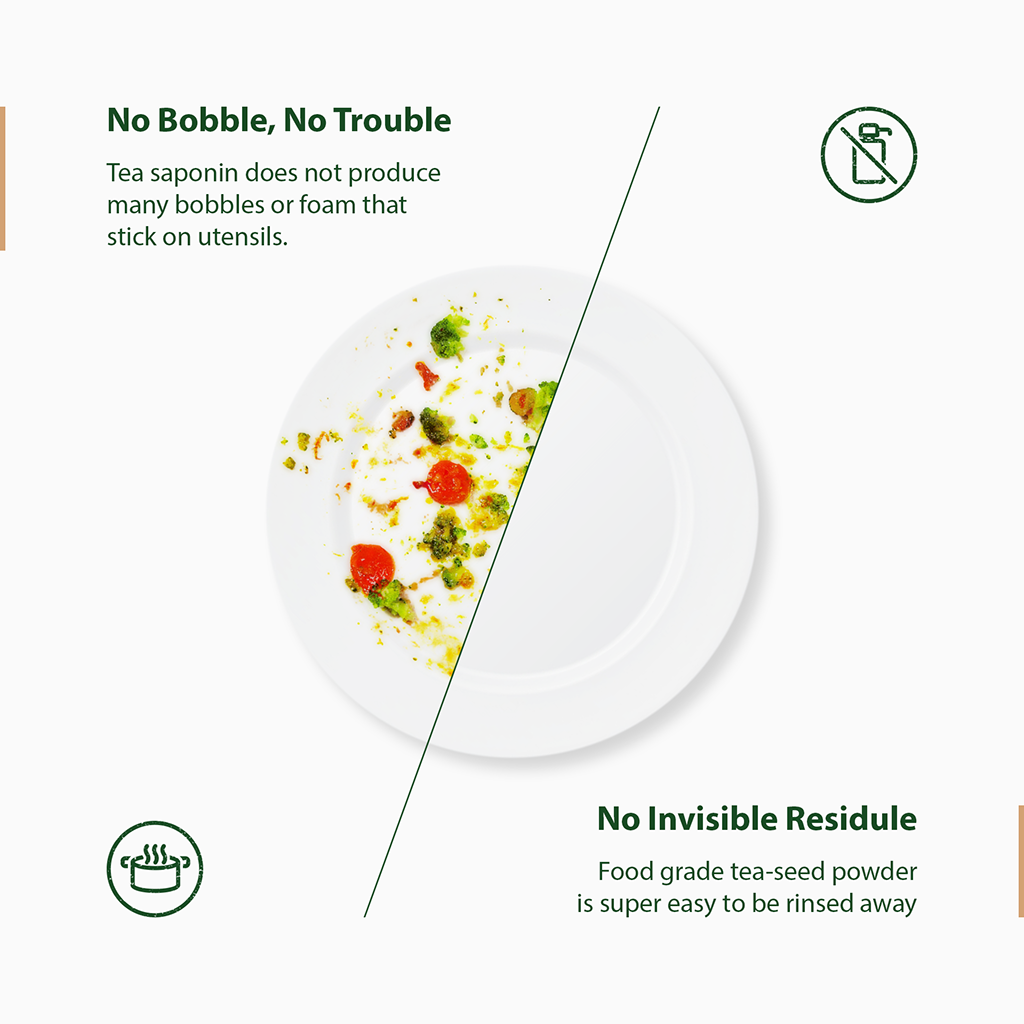 No Bobble, No Trouble
Tea saponin does not produce
many bobbles or foam that
stick on utensils.
No Invisible Residule
Food grade tea-seed powder
is super easy to be rinsed away